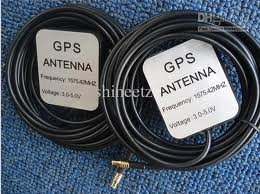 DHgate
GPS
ANTENNA
Frequency: 1575.42MHZ
Voltage: 3.0-5.0V
GPS
ANTENNA
Frequency: 1575.42MHZ
Voltage: 3.0-5.0V
shineetz